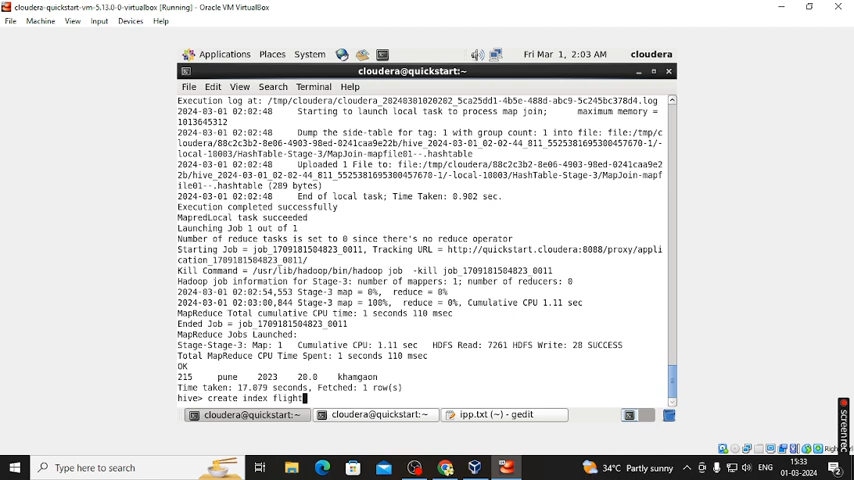 cloudera-quickstart-vm-5.13.0-0-virtualbox [Running] - Oracle VM VirtualBox
File Machine View Input Devices Help
Applications Places System Fri Mar 1, 2:03 AM cloudera
cloudera@quickstart:~
File Edit View Search Terminal Help
Execution log at: /tmp/cloudera/cloudera_20240301020202_5ca25dd1-4b5e-488d-abc9-5c245bc378d4.log
2024-03-01 02:02:48 Starting to launch local task to process map join; maximum memory =
1013645312
2024-03-01 02:02:48 Dump the side-table for tag: 1 with group count: 1 into file: file:/tmp/c
loudera/88c2c3b2-8e06-4903-98ed-0241caa9e22b/hive_2024-03-01_02-02-44_811_5525381695300457670-1/-
local-10003/HashTable-Stage-3/MapJoin-mapfile01--.hashtable
2024-03-01 02:02:48 Uploaded 1 File to: file:/tmp/cloudera/88c2c3b2-8e06-4903-98ed-0241caa9e2
2b/hive_2024-03-01_02-02-44_811_5525381695300457670-1/-local-10003/HashTable-Stage-3/MapJoin-mapf
ile01--.hashtable (289 bytes)
2024-03-01 02:02:48 End of local task; Time Taken: 0.902 sec.
Execution completed successfully
MapredLocal task succeeded
Launching Job 1 out of 1
Number of reduce tasks is set to 0 since there's no reduce operator
Starting Job = job_1709181504823_0011, Tracking URL = http://quickstart.cloudera:8088/proxy/appli
cation_1709181504823_0011/
Kill Command = /usr/lib/hadoop/bin/hadoop job -kill job_1709181504823_0011
Hadoop job information for Stage-3: number of mappers: 1; number of reducers: 0
2024-03-01 02:02:54,553 Stage-3 map = 0%, reduce = 0%
2024-03-01 02:03:00,844 Stage-3 map = 100%, reduce = 0%, Cumulative CPU 1.11 sec
MapReduce Total cumulative CPU time: 1 seconds 110 msec
Ended Job = job_1709181504823_0011
MapReduce Jobs Launched:
Stage-Stage-3: Map: 1 Cumulative CPU: 1.11 sec HDFS Read: 7261 HDFS Write: 28 SUCCESS
Total MapReduce CPU Time Spent: 1 seconds 110 msec
OK
215 pune 2023 20.0 khamgaon
Time taken: 17.079 seconds, Fetched: 1 row(s)
hive> create index flight
cloudera@quickstart:~ cloudera@quickstart:~ ipp.txt (~) - gedit
Type here to search 34°C Partly sunny ENG 15:33
01-03-2024